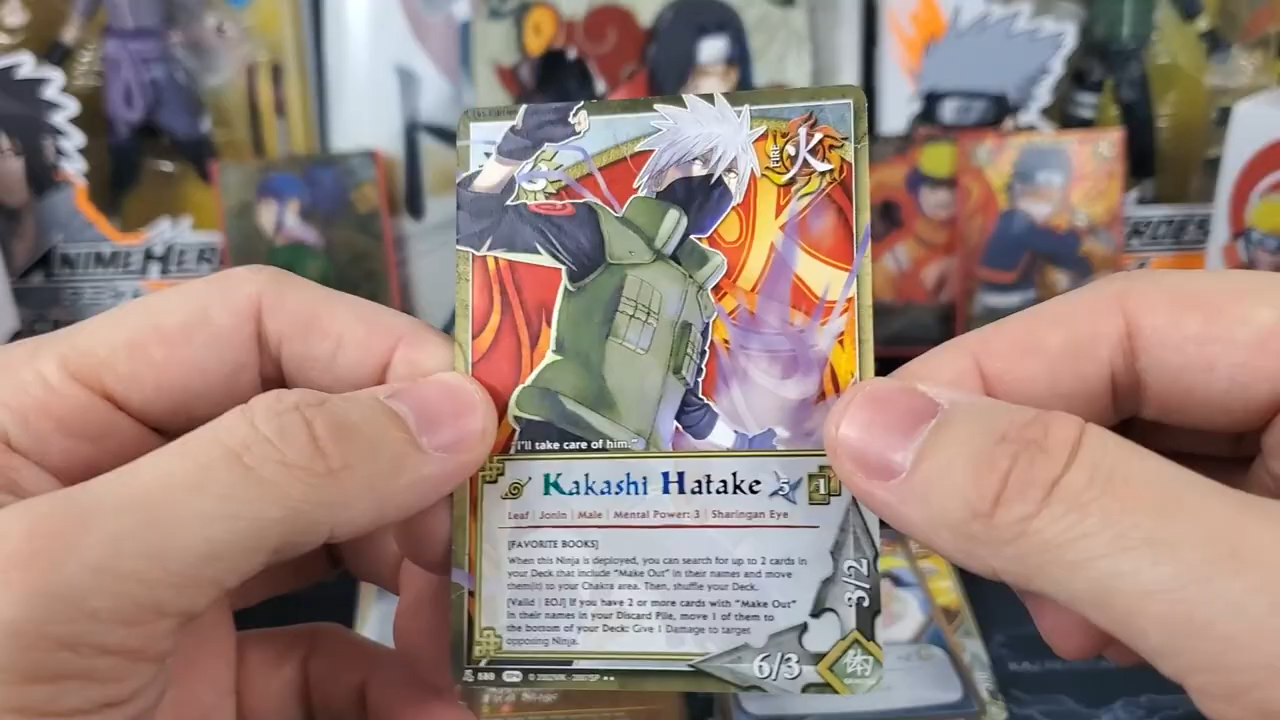 FIRE
火
"I'll take care of him."
Kakashi Hatake 5 1
Leaf | Jonin | Male | Mental Power: 3 | Sharingan Eye
[FAVORITE BOOKS]
When this Ninja is deployed, you can search for up to 2 cards in
your Deck that include "Make Out" in their names and move
them(it) to your Chakra area. Then, shuffle your Deck.
[Valid | EOJ] If you have 2 or more cards with "Make Out"
in their names in your Discard Pile, move 1 of them to
the bottom of your Deck: Give 1 Damage to target
opposing Ninja.
3/2
6/3
ANIME HER
ROES